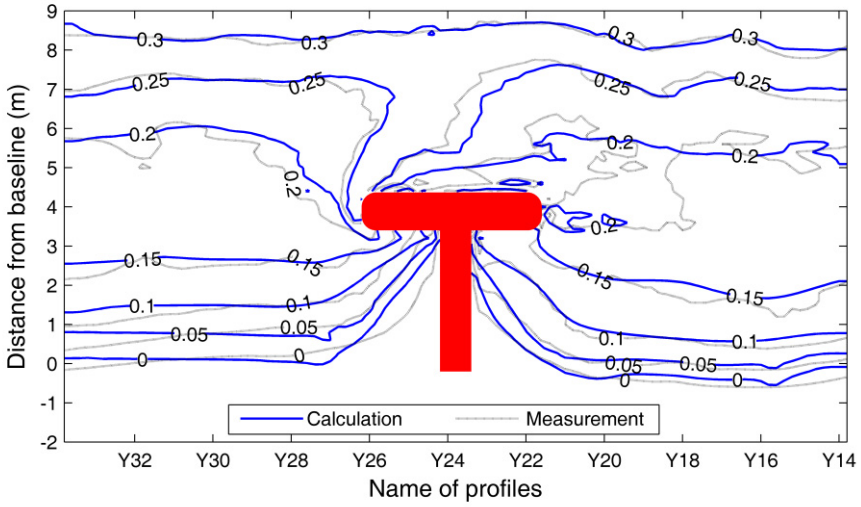 9
8
7
6
5
4
3
2
1
0
-1
-2
Distance from baseline (m)
0.3 0.3 0.3 0.3
0.25 0.25 0.25 0.25
0.2 0.2 0.2
0.2
0.2
0.15 0.15 0.15 0.15
0.1 0.1 0.1 0.1
0.05 0.05 0.05 0.05
0 0 0 0
Calculation Measurement
Y32 Y30 Y28 Y26 Y24 Y22 Y20 Y18 Y16 Y14
Name of profiles